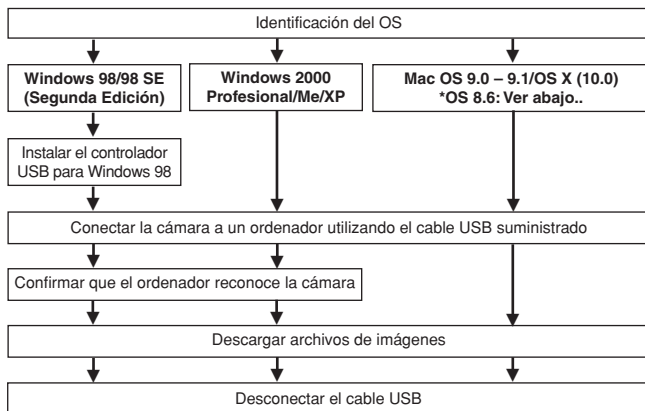 Identificación del OS
Windows 98/98 SE
(Segunda Edición)
Windows 2000
Profesional/Me/XP
Mac OS 9.0 – 9.1/OS X (10.0)
*OS 8.6: Ver abajo..
Instalar el controlador
USB para Windows 98
Conectar la cámara a un ordenador utilizando el cable USB suministrado
Confirmar que el ordenador reconoce la cámara
Descargar archivos de imágenes
Desconectar el cable USB